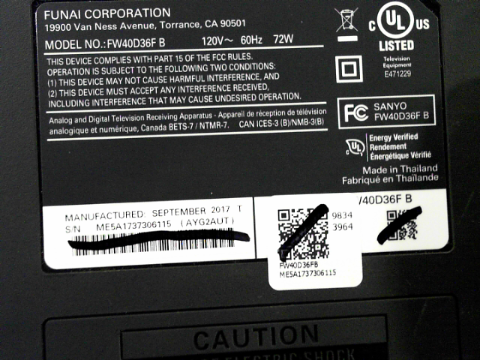 FUNAI CORPORATION
19900 Van Ness Avenue, Torrance, CA 90501
MODEL NO.: FW40D36F B 120V~ 60Hz 72W
THIS DEVICE COMPLIES WITH PART 15 OF THE FCC RULES.
OPERATION IS SUBJECT TO THE FOLLOWING TWO CONDITIONS:
(1) THIS DEVICE MAY NOT CAUSE HARMFUL INTERFERENCE, AND
(2) THIS DEVICE MUST ACCEPT ANY INTERFERENCE RECEIVED,
INCLUDING INTERFERENCE THAT MAY CAUSE UNDESIRED OPERATION.
Analog and Digital Television Receiving Apparatus - Appareil de réception de télévision
analogique et numérique, Canada BETS-7 / NTMR-7. CAN ICES-3 (B)/NMB-3(B)
c UL US
LISTED
Television
Equipment
E471229
FC SANYO
FW40D36F B
UL Energy Verified
Rendement
Énergétique Vérifié
Made in Thailand
Fabriqué en Thaïlande
MANUFACTURED: SEPTEMBER 2017 T
S/N ME5A1737306115 (AYG2AUT)
9834
3964
FW40D36FB
ME5A1737306115
W40D36F B
CAUTION